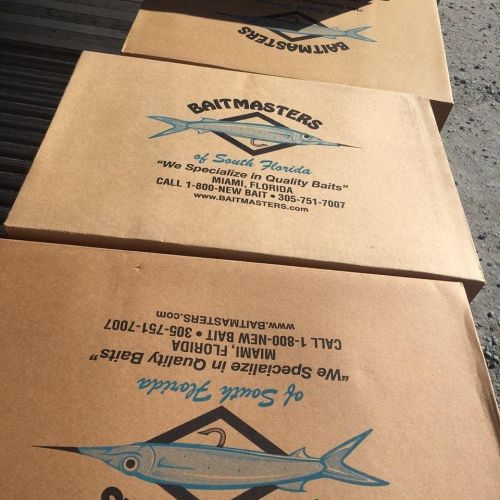 BAITMASTERS
BAITMASTERS
of South Florida
"We Specialize in Quality Baits"
MIAMI, FLORIDA
CALL 1-800-NEW BAIT • 305-751-7007
www.BAITMASTERS.com
www.BAITMASTERS.com
CALL 1-800-NEW BAIT • 305-751-7007
MIAMI, FLORIDA
"We Specialize in Quality Baits"
of South Florida